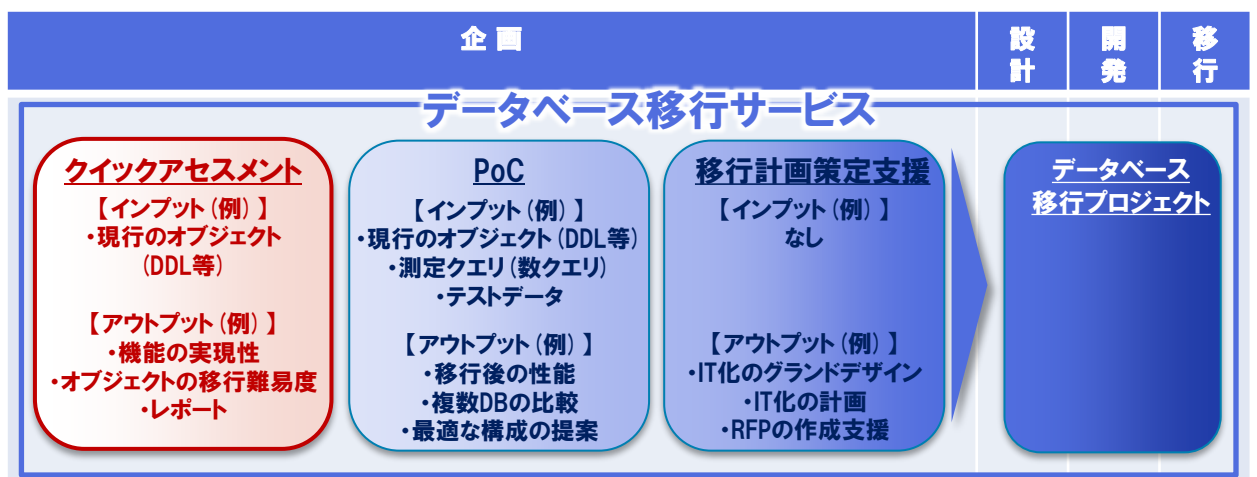 企画
設計
開発
移行
データベース移行サービス
クイックアセスメント
【インプット(例)】
・現行のオブジェクト
(DDL等)
【アウトプット(例)】
・機能の実現性
・オブジェクトの移行難易度
・レポート
PoC
【インプット(例)】
・現行のオブジェクト(DDL等)
・測定クエリ(数クエリ)
・テストデータ
【アウトプット(例)】
・移行後の性能
・複数DBの比較
・最適な構成の提案
移行計画策定支援
【インプット(例)】
なし
【アウトプット(例)】
・IT化のグランドデザイン
・IT化の計画
・RFPの作成支援
データベース
移行プロジェクト